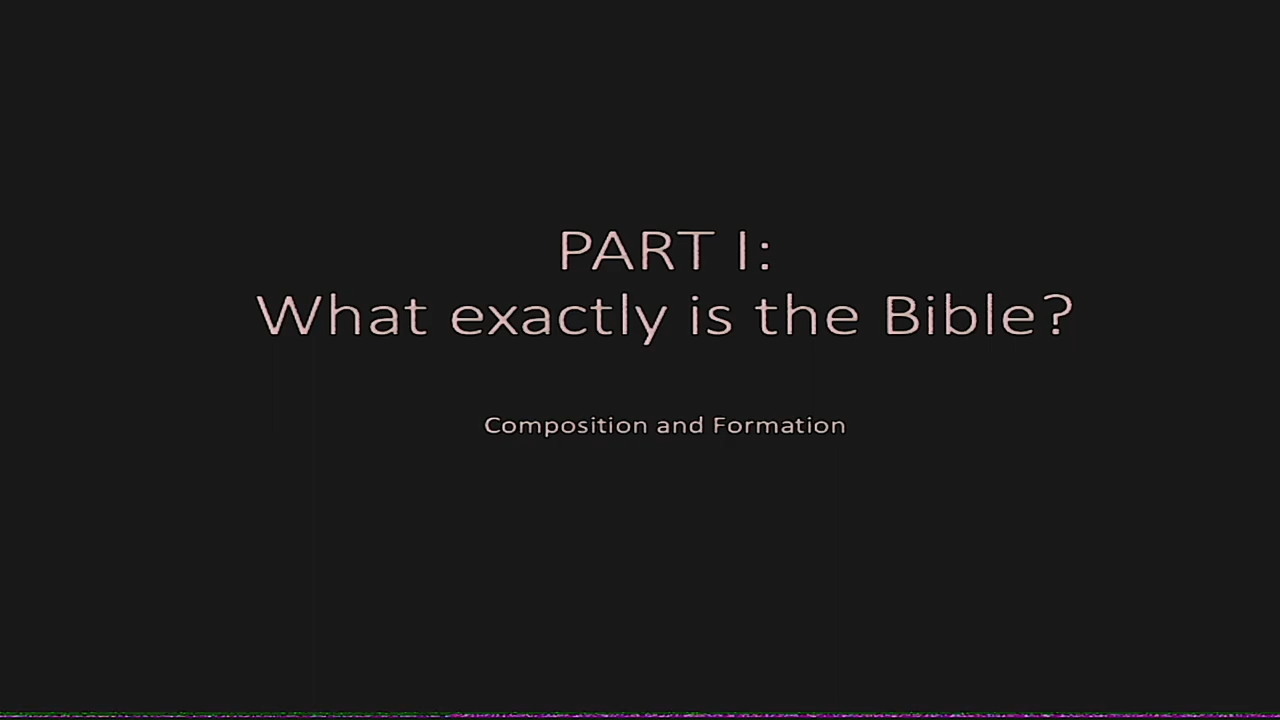 PART I:
What exactly is the Bible?
Composition and Formation